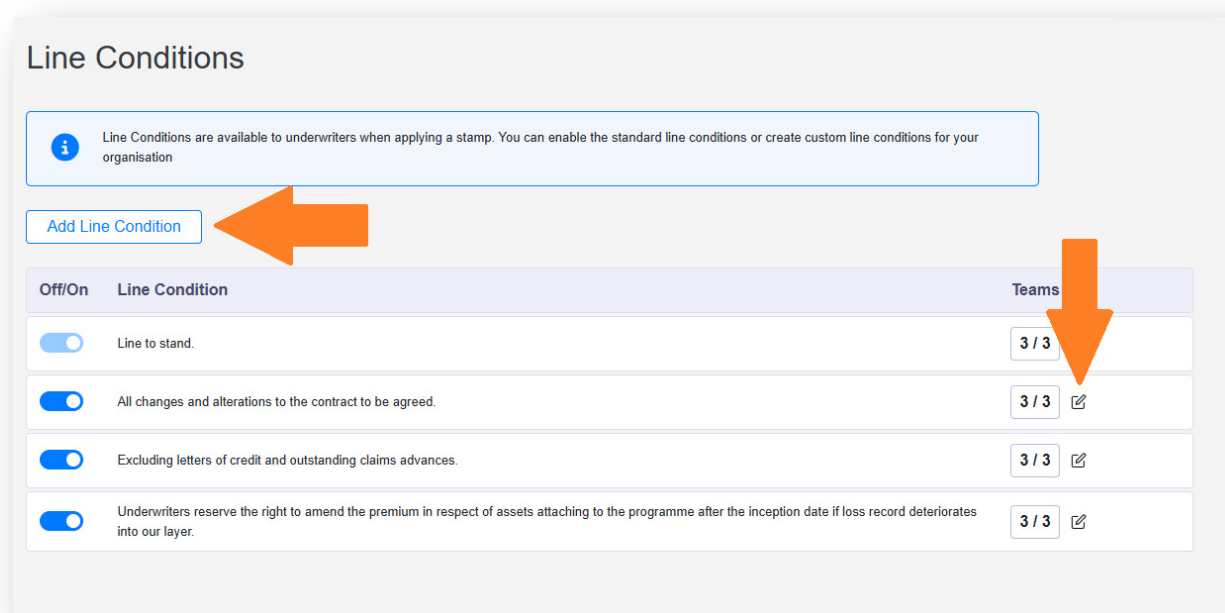 Line Conditions
Line Conditions are available to underwriters when applying a stamp. You can enable the standard line conditions or create custom line conditions for your
organisation
Add Line Condition
Off/On Line Condition Teams
Line to stand. 3 / 3
All changes and alterations to the contract to be agreed. 3 / 3
Excluding letters of credit and outstanding claims advances. 3 / 3
Underwriters reserve the right to amend the premium in respect of assets attaching to the programme after the inception date if loss record deteriorates
into our layer. 3 / 3